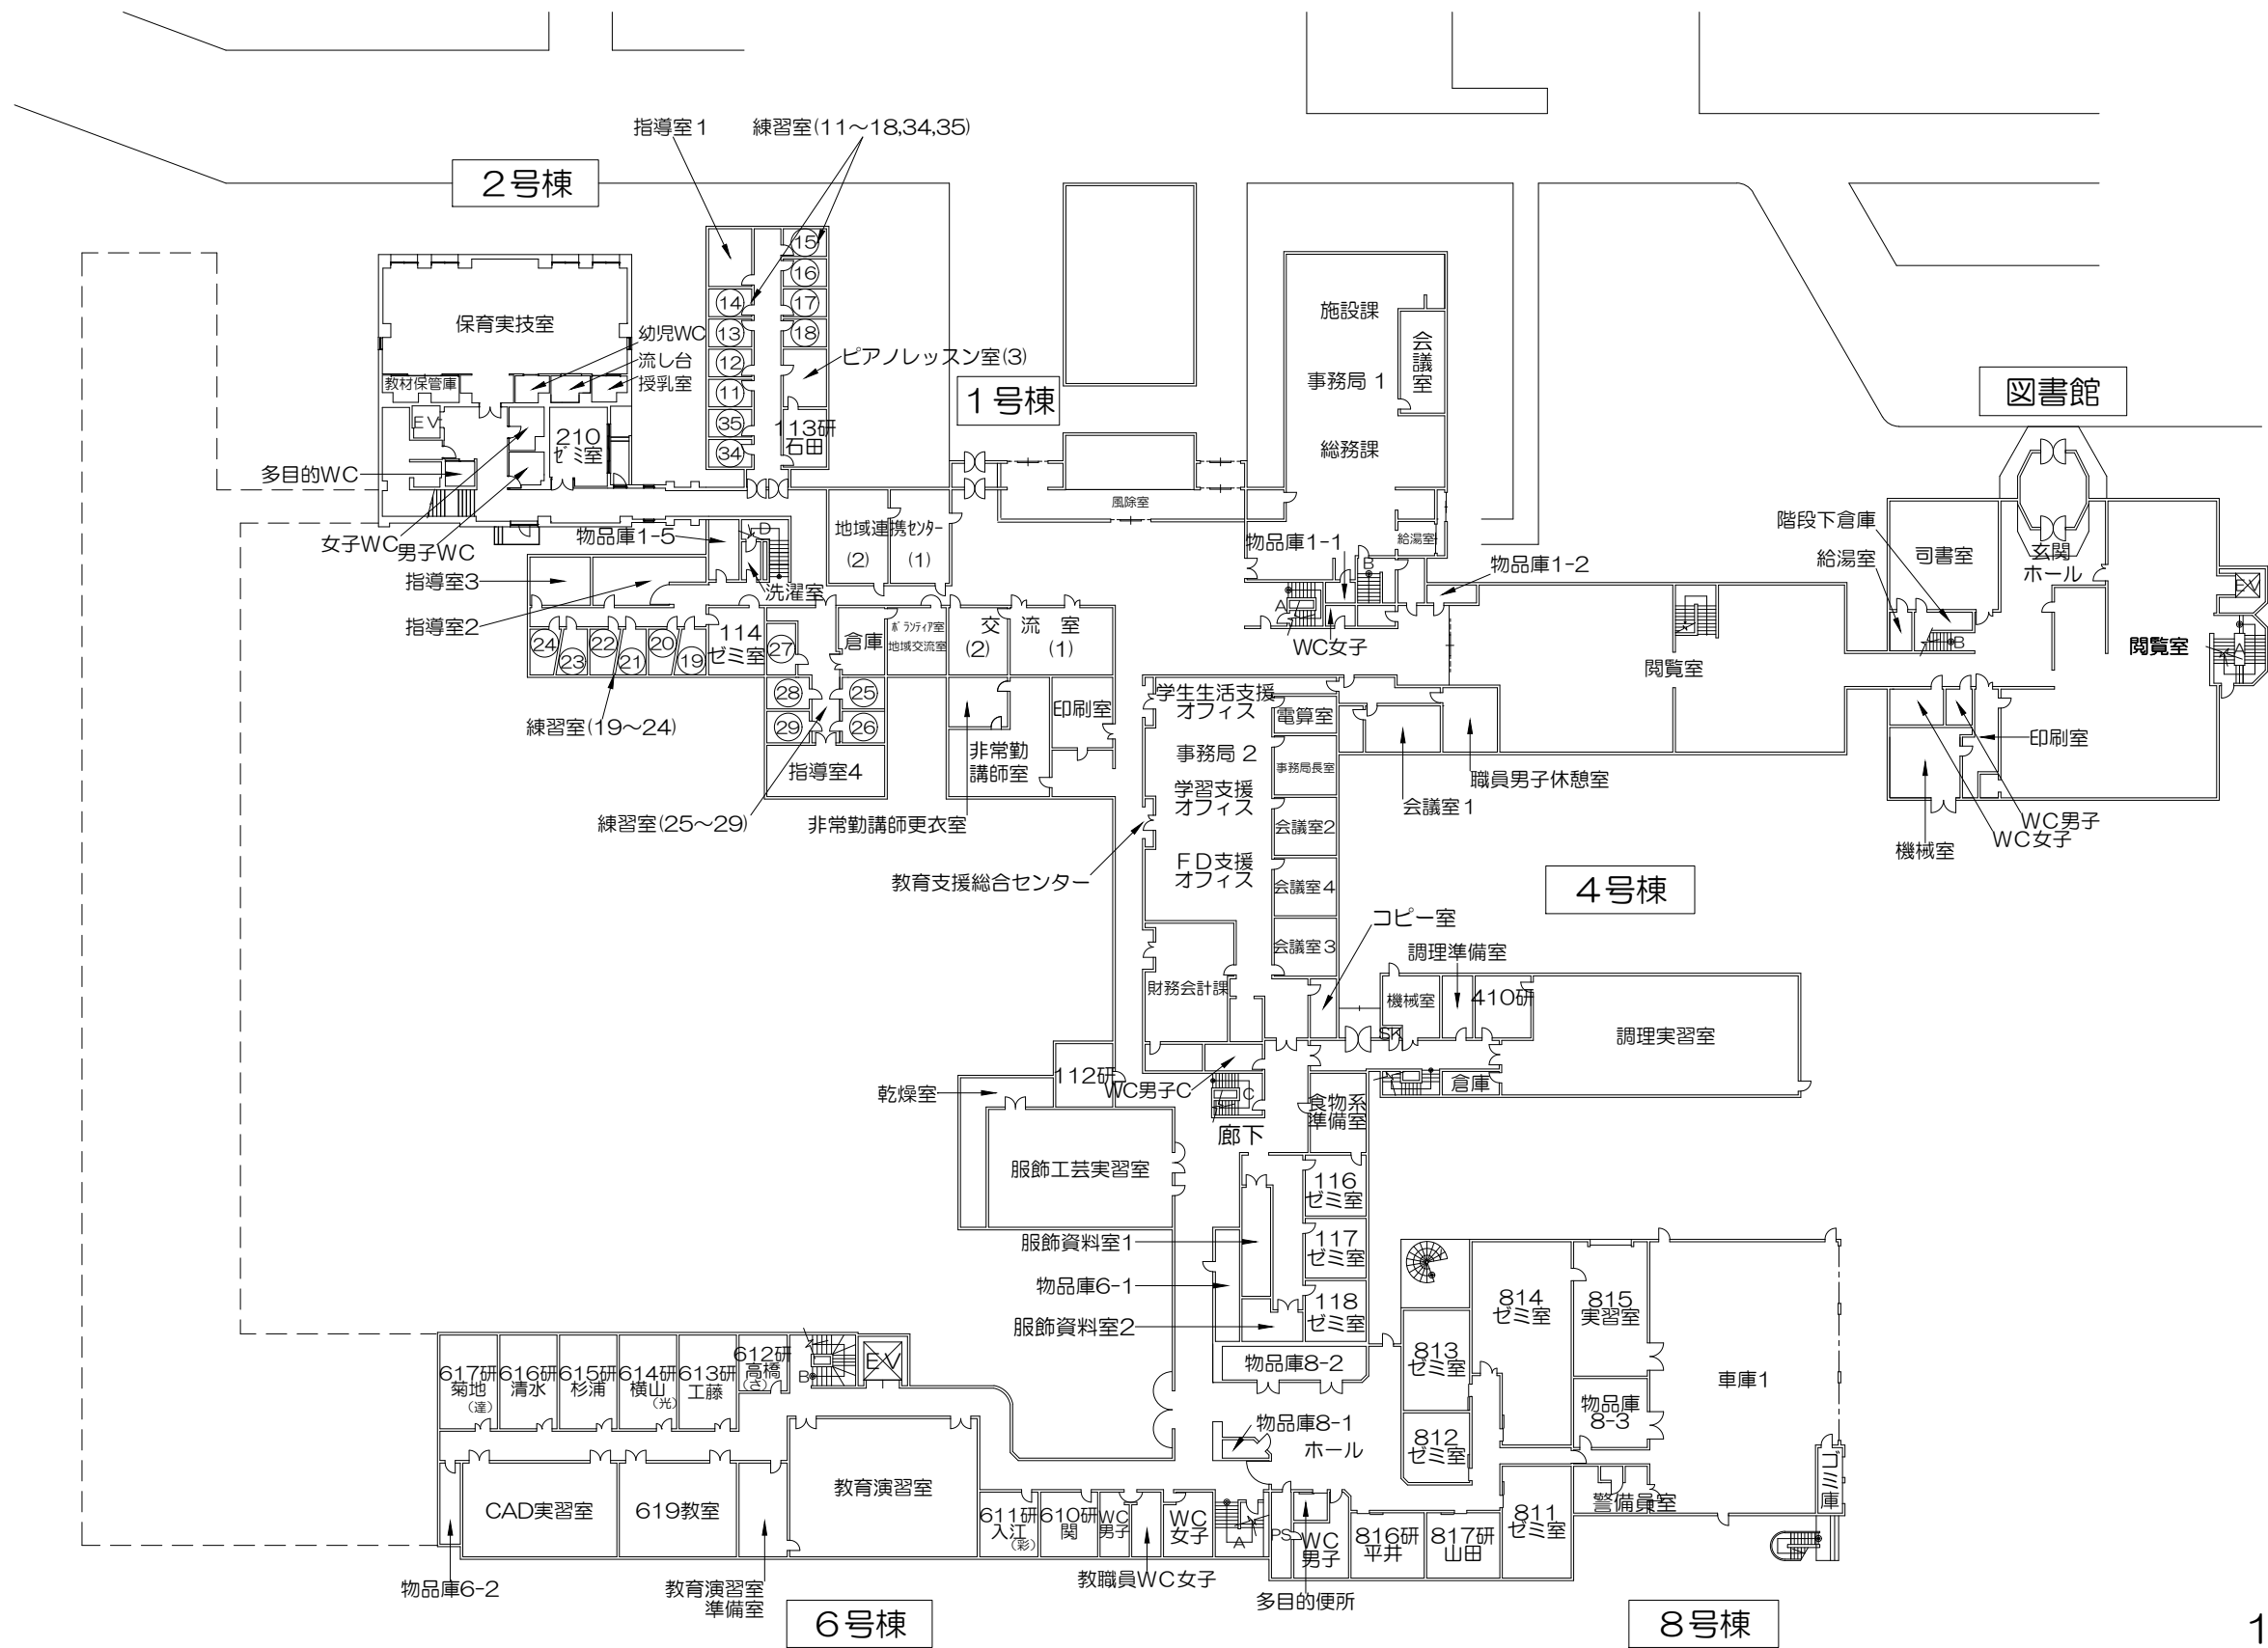 指導室1
練習室(11～18,34,35)
2号棟
保育実技室
教材保管庫
EV
幼児WC
流し台
授乳室
210
ゼミ室
多目的WC
女子WC
男子WC
15
16
17
18
14
13
12
11
35
34
ピアノレッスン室(3)
113研
石田
1号棟
風除室
施設課
事務局 1
総務課
会議室
給湯室
図書館
階段下倉庫
給湯室
司書室
玄関
ホール
EV
閲覧室
A
B
物品庫1-5
D
洗濯室
地域連携センター
(2)
(1)
指導室3
指導室2
24
23
22
21
20
19
練習室(19～24)
114
ゼミ室
27
28
29
25
26
倉庫
ボランティア室
地域交流室
交流室
(2)
(1)
指導室4
練習室(25～29)
非常勤
講師室
非常勤講師更衣室
印刷室
物品庫1-1
物品庫1-2
A
B
WC女子
閲覧室
学生生活支援
オフィス
事務局 2
学習支援
オフィス
FD支援
オフィス
教育支援総合センター
電算室
事務局長室
会議室2
会議室4
会議室3
会議室1
職員男子休憩室
印刷室
WC男子
WC女子
機械室
4号棟
財務会計課
コピー室
調理準備室
機械室
410研
SK
調理実習室
倉庫
WC男子C
C
112研
乾燥室
服飾工芸実習室
廊下
食物系
準備室
116
ゼミ室
117
ゼミ室
118
ゼミ室
服飾資料室1
物品庫6-1
服飾資料室2
物品庫8-2
物品庫8-1
ホール
813
ゼミ室
812
ゼミ室
814
ゼミ室
815
実習室
物品庫
8-3
車庫1
ゴミ庫
警備員室
811
ゼミ室
816研
平井
817研
山田
PS
WC
男子
多目的便所
617研
菊地
(達)
616研
清水
615研
杉浦
614研
横山
(光)
613研
工藤
612研
高橋
(さ)
B
EV
CAD実習室
619教室
教育演習室
611研
入江
(彩)
610研
関
WC
男子
WC
女子
A
教職員WC女子
物品庫6-2
教育演習室
準備室
6号棟
8号棟
1